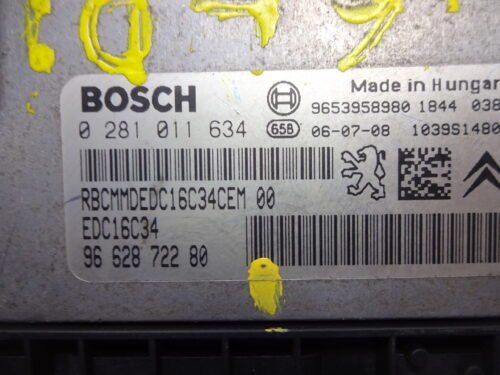 BOSCH
Made in Hungar
9653958980 1844 038
0 281 011 634 658 06-07-08 1039S1480
RBCMMDEDC16C34CEM 00
EDC16C34
96 628 722 80